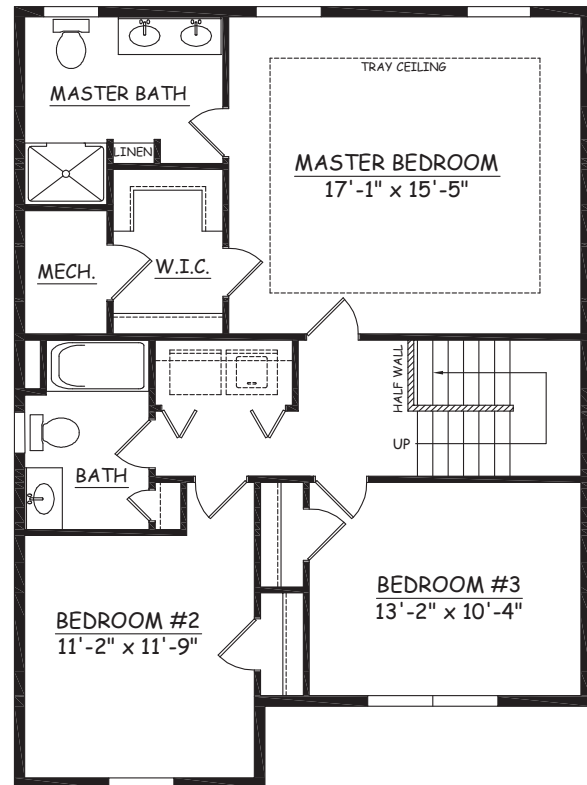 TRAY CEILING
MASTER BATH
LINEN
MASTER BEDROOM
17'-1" x 15'-5"
MECH.
W.I.C.
HALF WALL
UP
BATH
BEDROOM #2
11'-2" x 11'-9"
BEDROOM #3
13'-2" x 10'-4"